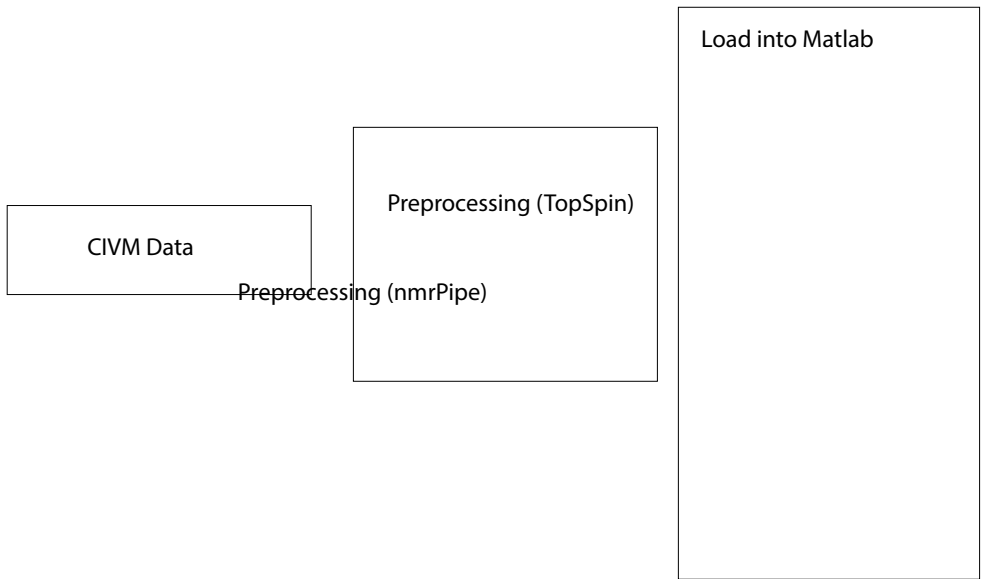 CIVM Data
Preprocessing (TopSpin)
Preprocessing (nmrPipe)
Load into Matlab